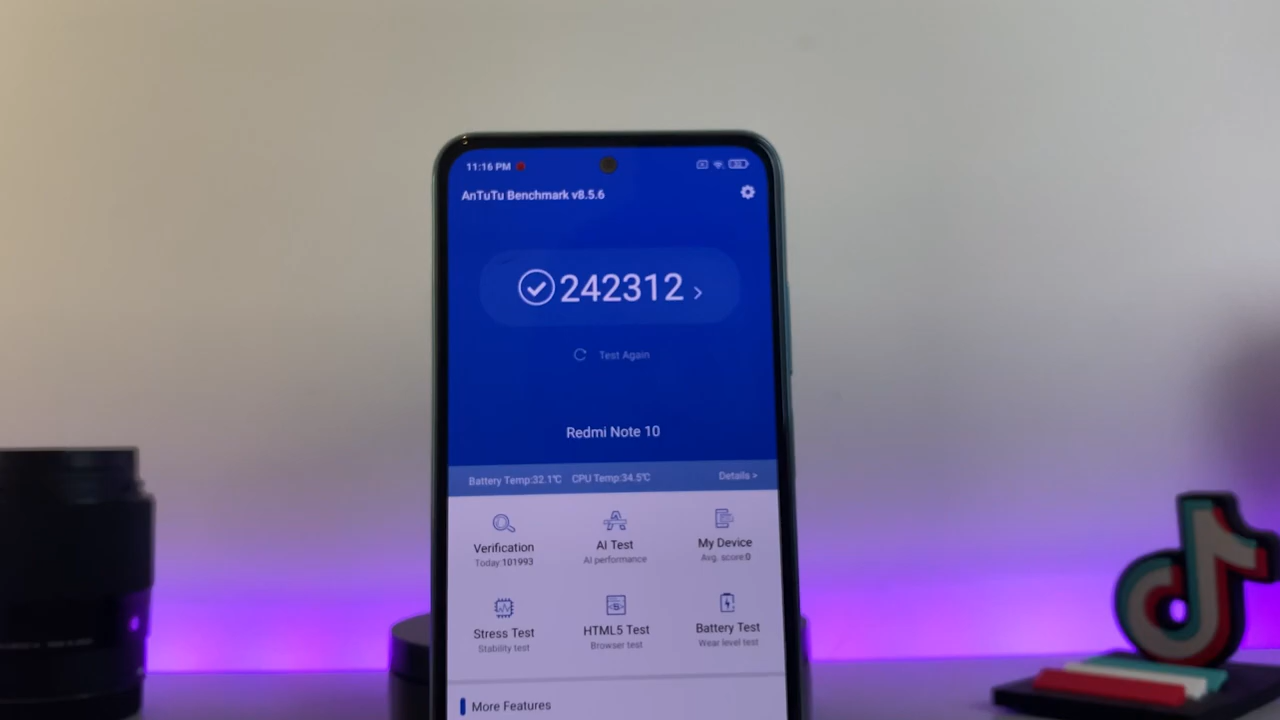 11:16 PM
AnTuTu Benchmark v8.5.6
242312 >
Test Again
Redmi Note 10
Battery Temp:32.1℃ CPU Temp:34.5℃ Details >
Verification AI Test My Device
Today:101993 AI performance Avg. score:0
Stress Test HTML5 Test Battery Test
Stability test Browser test Wear level test
More Features